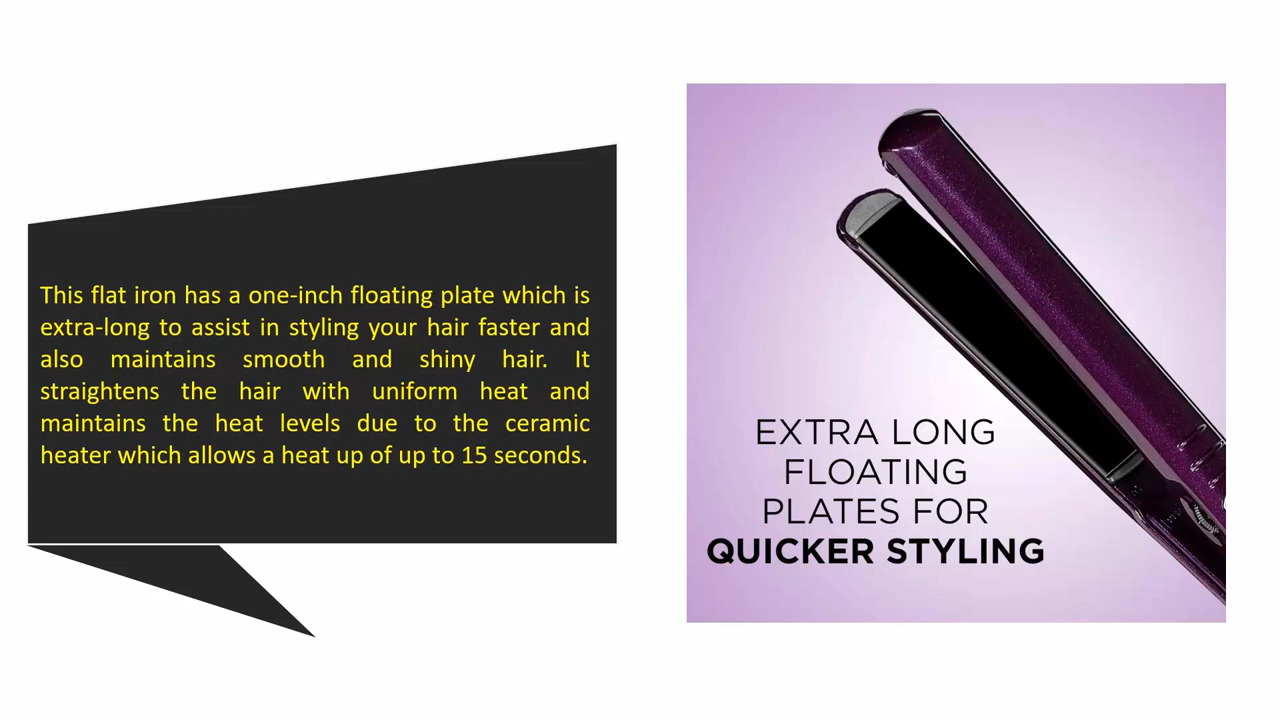 This flat iron has a one-inch floating plate which is
extra-long to assist in styling your hair faster and
also maintains smooth and shiny hair. It
straightens the hair with uniform heat and
maintains the heat levels due to the ceramic
heater which allows a heat up of up to 15 seconds.
EXTRA LONG
FLOATING
PLATES FOR
QUICKER STYLING